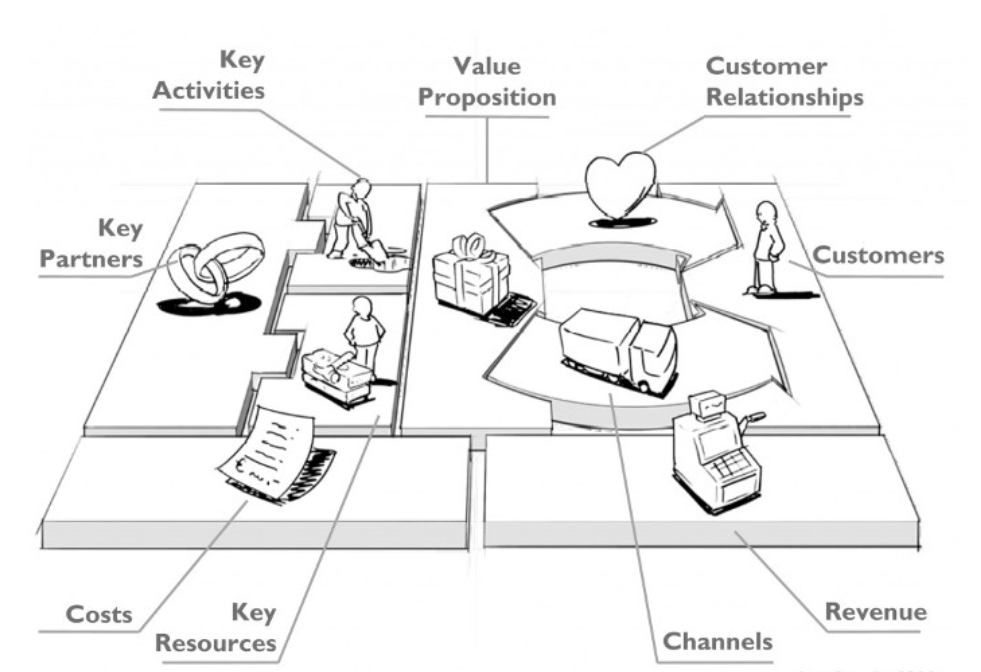 Key
Activities
Value
Proposition
Customer
Relationships
Key
Partners
Customers
Costs
Key
Resources
Channels
Revenue